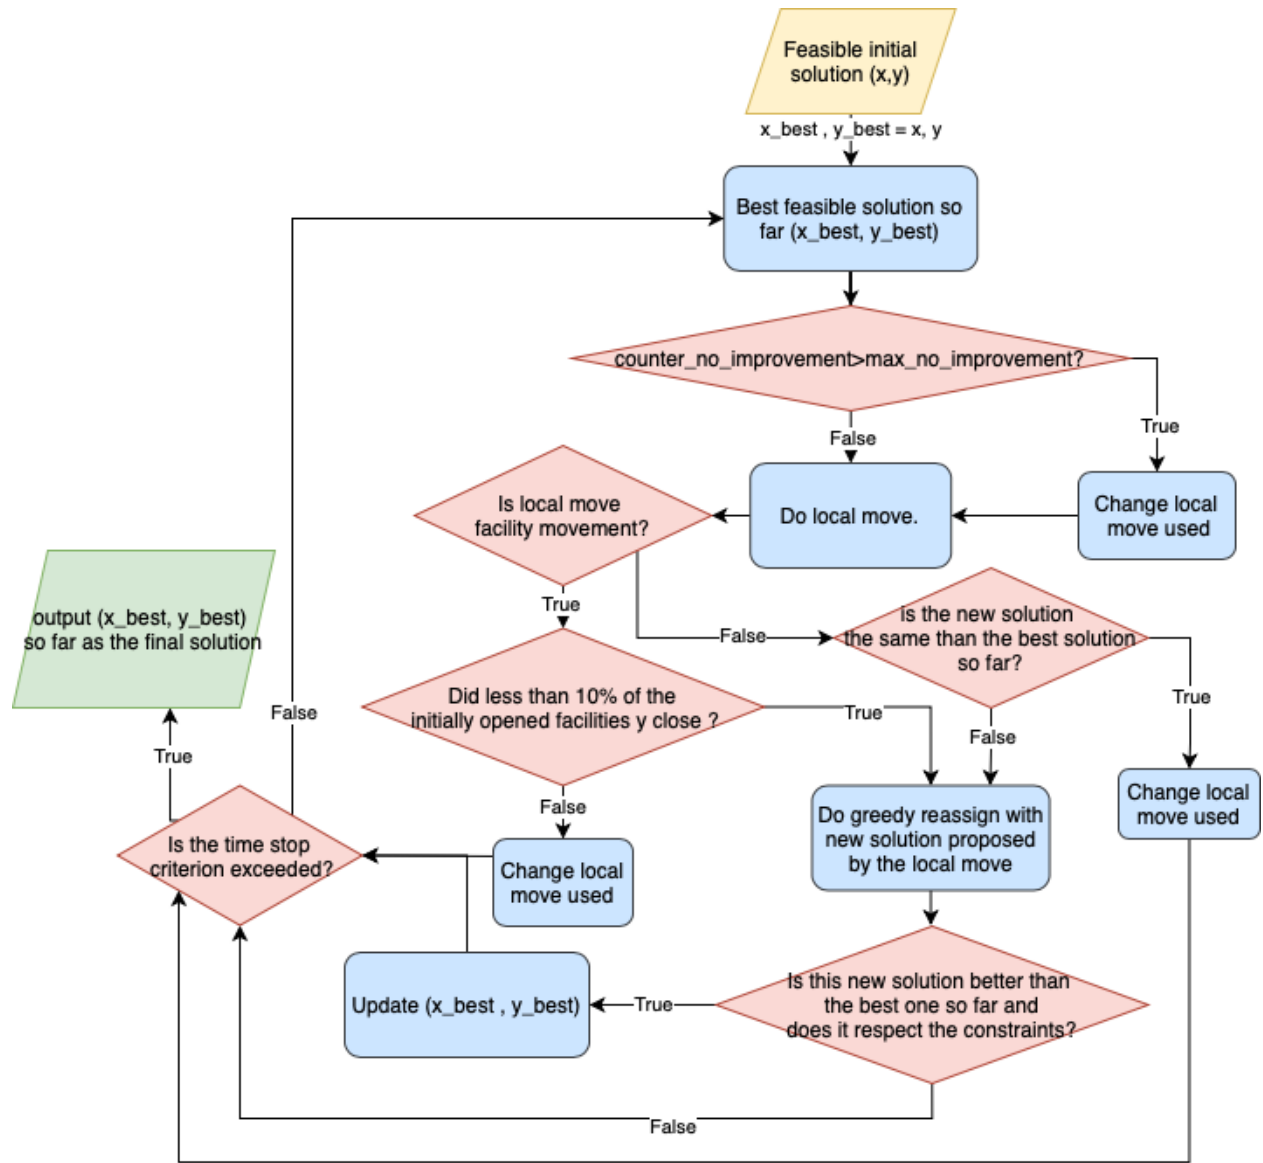 Feasible initial
solution (x,y)
x_best , y_best = x, y
Best feasible solution so
far (x_best, y_best)
counter_no_improvement>max_no_improvement?
True
False
Is local move
facility movement?
Do local move.
Change local
move used
output (x_best, y_best)
so far as the final solution
True
False
is the new solution
the same than the best solution
so far?
Did less than 10% of the
initially opened facilities y close ?
True
True
False
False
True
False
Change local
move used
Do greedy reassign with
new solution proposed
by the local move
Is the time stop
criterion exceeded?
Change local
move used
Is this new solution better than
the best one so far and
does it respect the constraints?
True
Update (x_best , y_best)
False